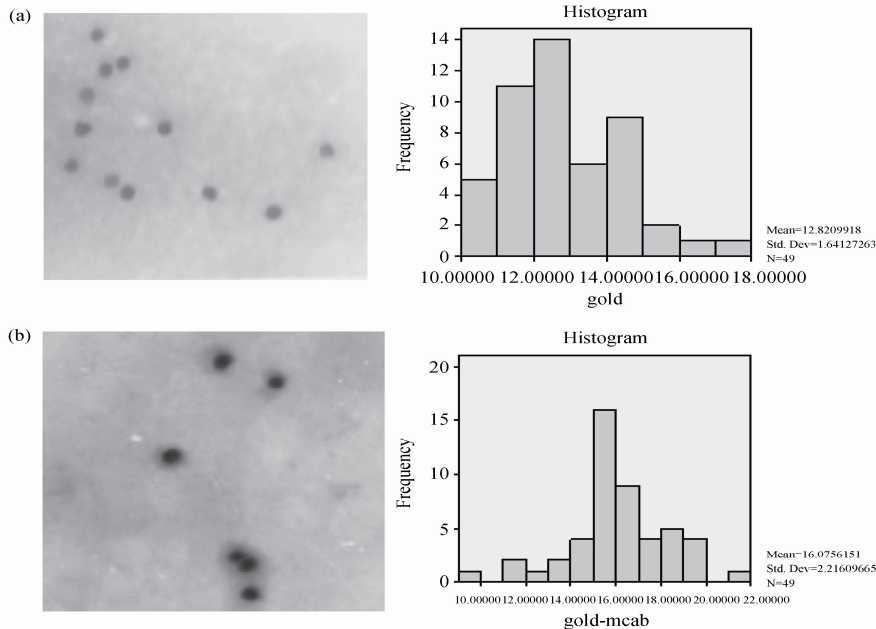 (a)
Histogram
Frequency
14
12
10
8
6
4
2
0
10.00000 12.00000 14.00000 16.00000 18.00000
gold
Mean=12.8209918
Std. Dev=1.64127263
N=49
(b)
Histogram
Frequency
20
15
10
5
0
10.00000 12.00000 14.00000 16.00000 18.00000 20.00000 22.00000
gold-mcab
Mean=16.0756151
Std. Dev=2.21609665
N=49